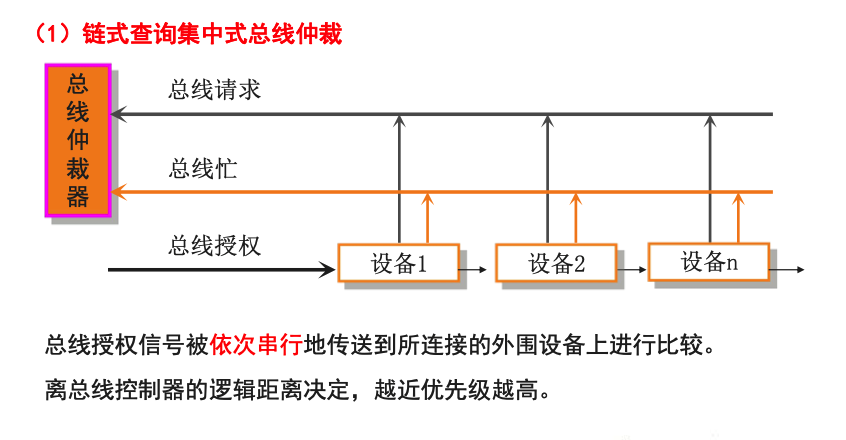 （1）链式查询集中式总线仲裁
总线仲裁器
总线请求
总线忙
总线授权
设备1
设备2
设备n
总线授权信号被依次串行地传送到所连接的外围设备上进行比较。
离总线控制器的逻辑距离决定，越近优先级越高。